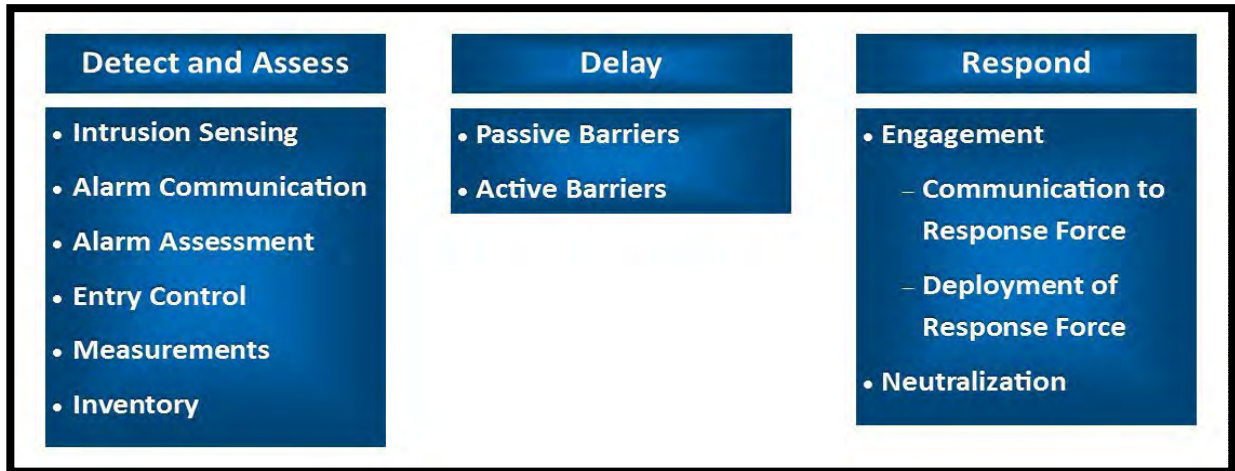 Detect and Assess
• Intrusion Sensing
• Alarm Communication
• Alarm Assessment
• Entry Control
• Measurements
• Inventory
Delay
• Passive Barriers
• Active Barriers
Respond
• Engagement
– Communication to
Response Force
– Deployment of
Response Force
• Neutralization